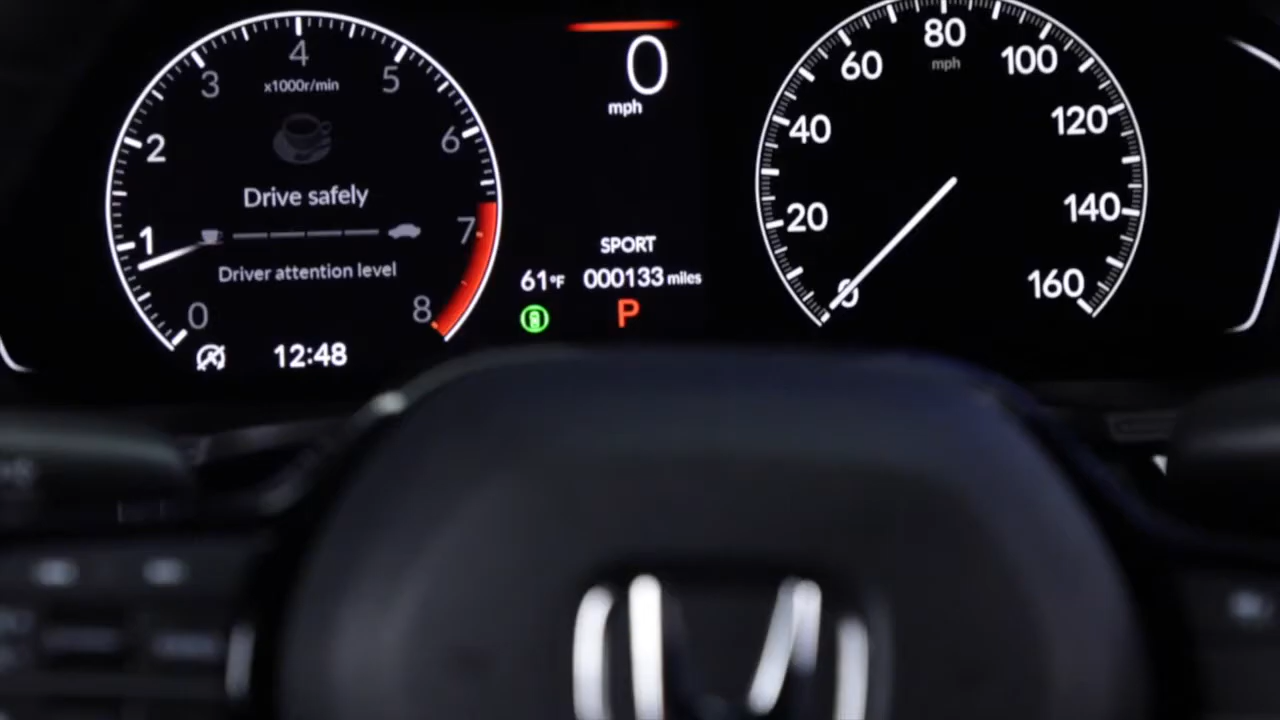 4
3
5
x1000r/min
2
6
Drive safely
1
7
Driver attention level
0
8
12:48
0
mph
SPORT
61°F
000133 miles
P
80
mph
60
100
40
120
20
140
0
160